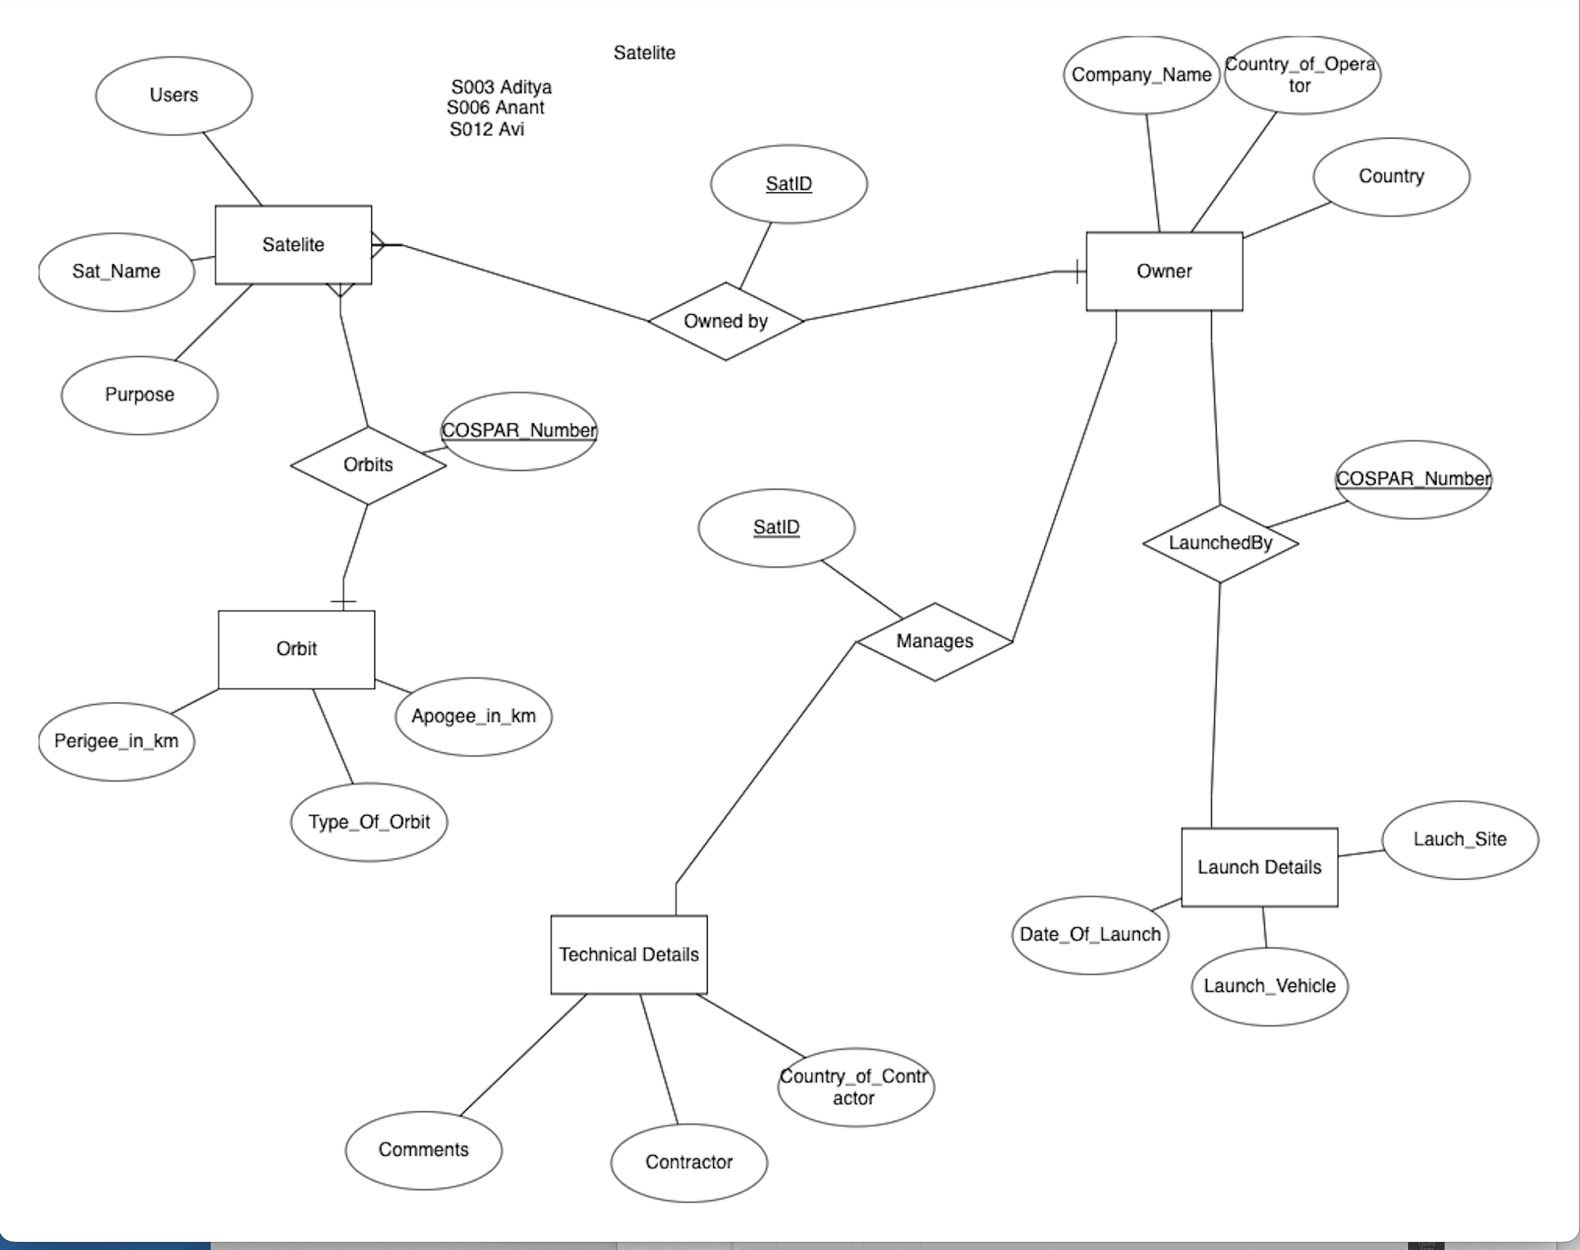 Satelite
S003 Aditya
S006 Anant
S012 Avi
Users
Company_Name
Country_of_Opera
tor
SatID
Country
Satelite
Sat_Name
Owner
Owned by
Purpose
COSPAR_Number
Orbits
COSPAR_Number
SatID
LaunchedBy
Manages
Orbit
Apogee_in_km
Perigee_in_km
Type_Of_Orbit
Lauch_Site
Launch Details
Date_Of_Launch
Technical Details
Launch_Vehicle
Country_of_Contr
actor
Comments
Contractor